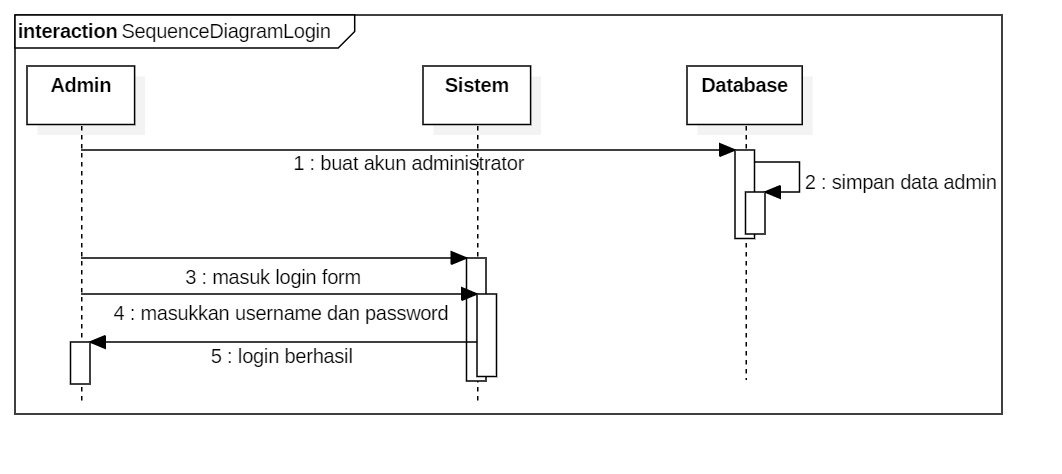 interaction SequenceDiagramLogin
Admin
Sistem
Database
1 : buat akun administrator
2 : simpan data admin
3 : masuk login form
4 : masukkan username dan password
5 : login berhasil